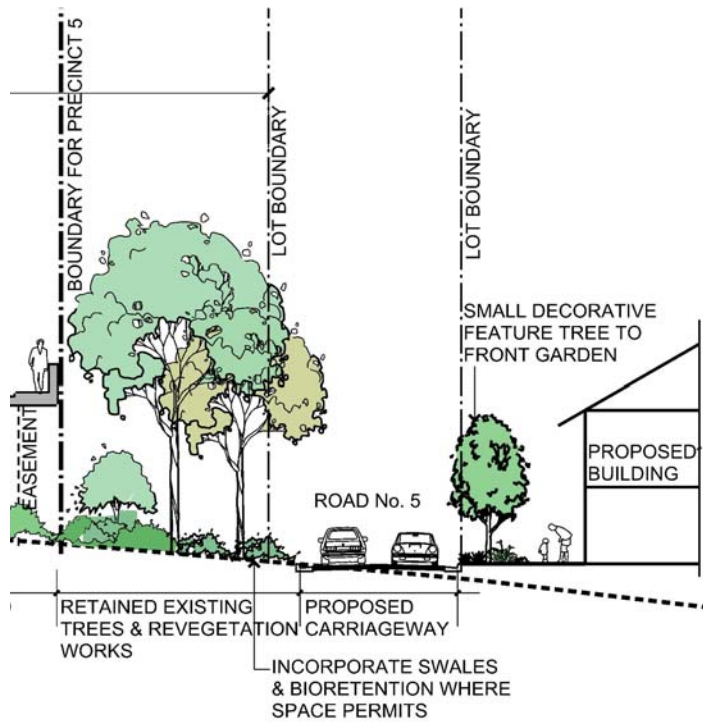 BOUNDARY FOR PRECINCT 5
LOT BOUNDARY
LOT BOUNDARY
SMALL DECORATIVE
FEATURE TREE TO
FRONT GARDEN
EASEMENT
PROPOSED
BUILDING
ROAD No. 5
RETAINED EXISTING
TREES & REVEGETATION
WORKS
PROPOSED
CARRIAGEWAY
INCORPORATE SWALES
& BIORETENTION WHERE
SPACE PERMITS